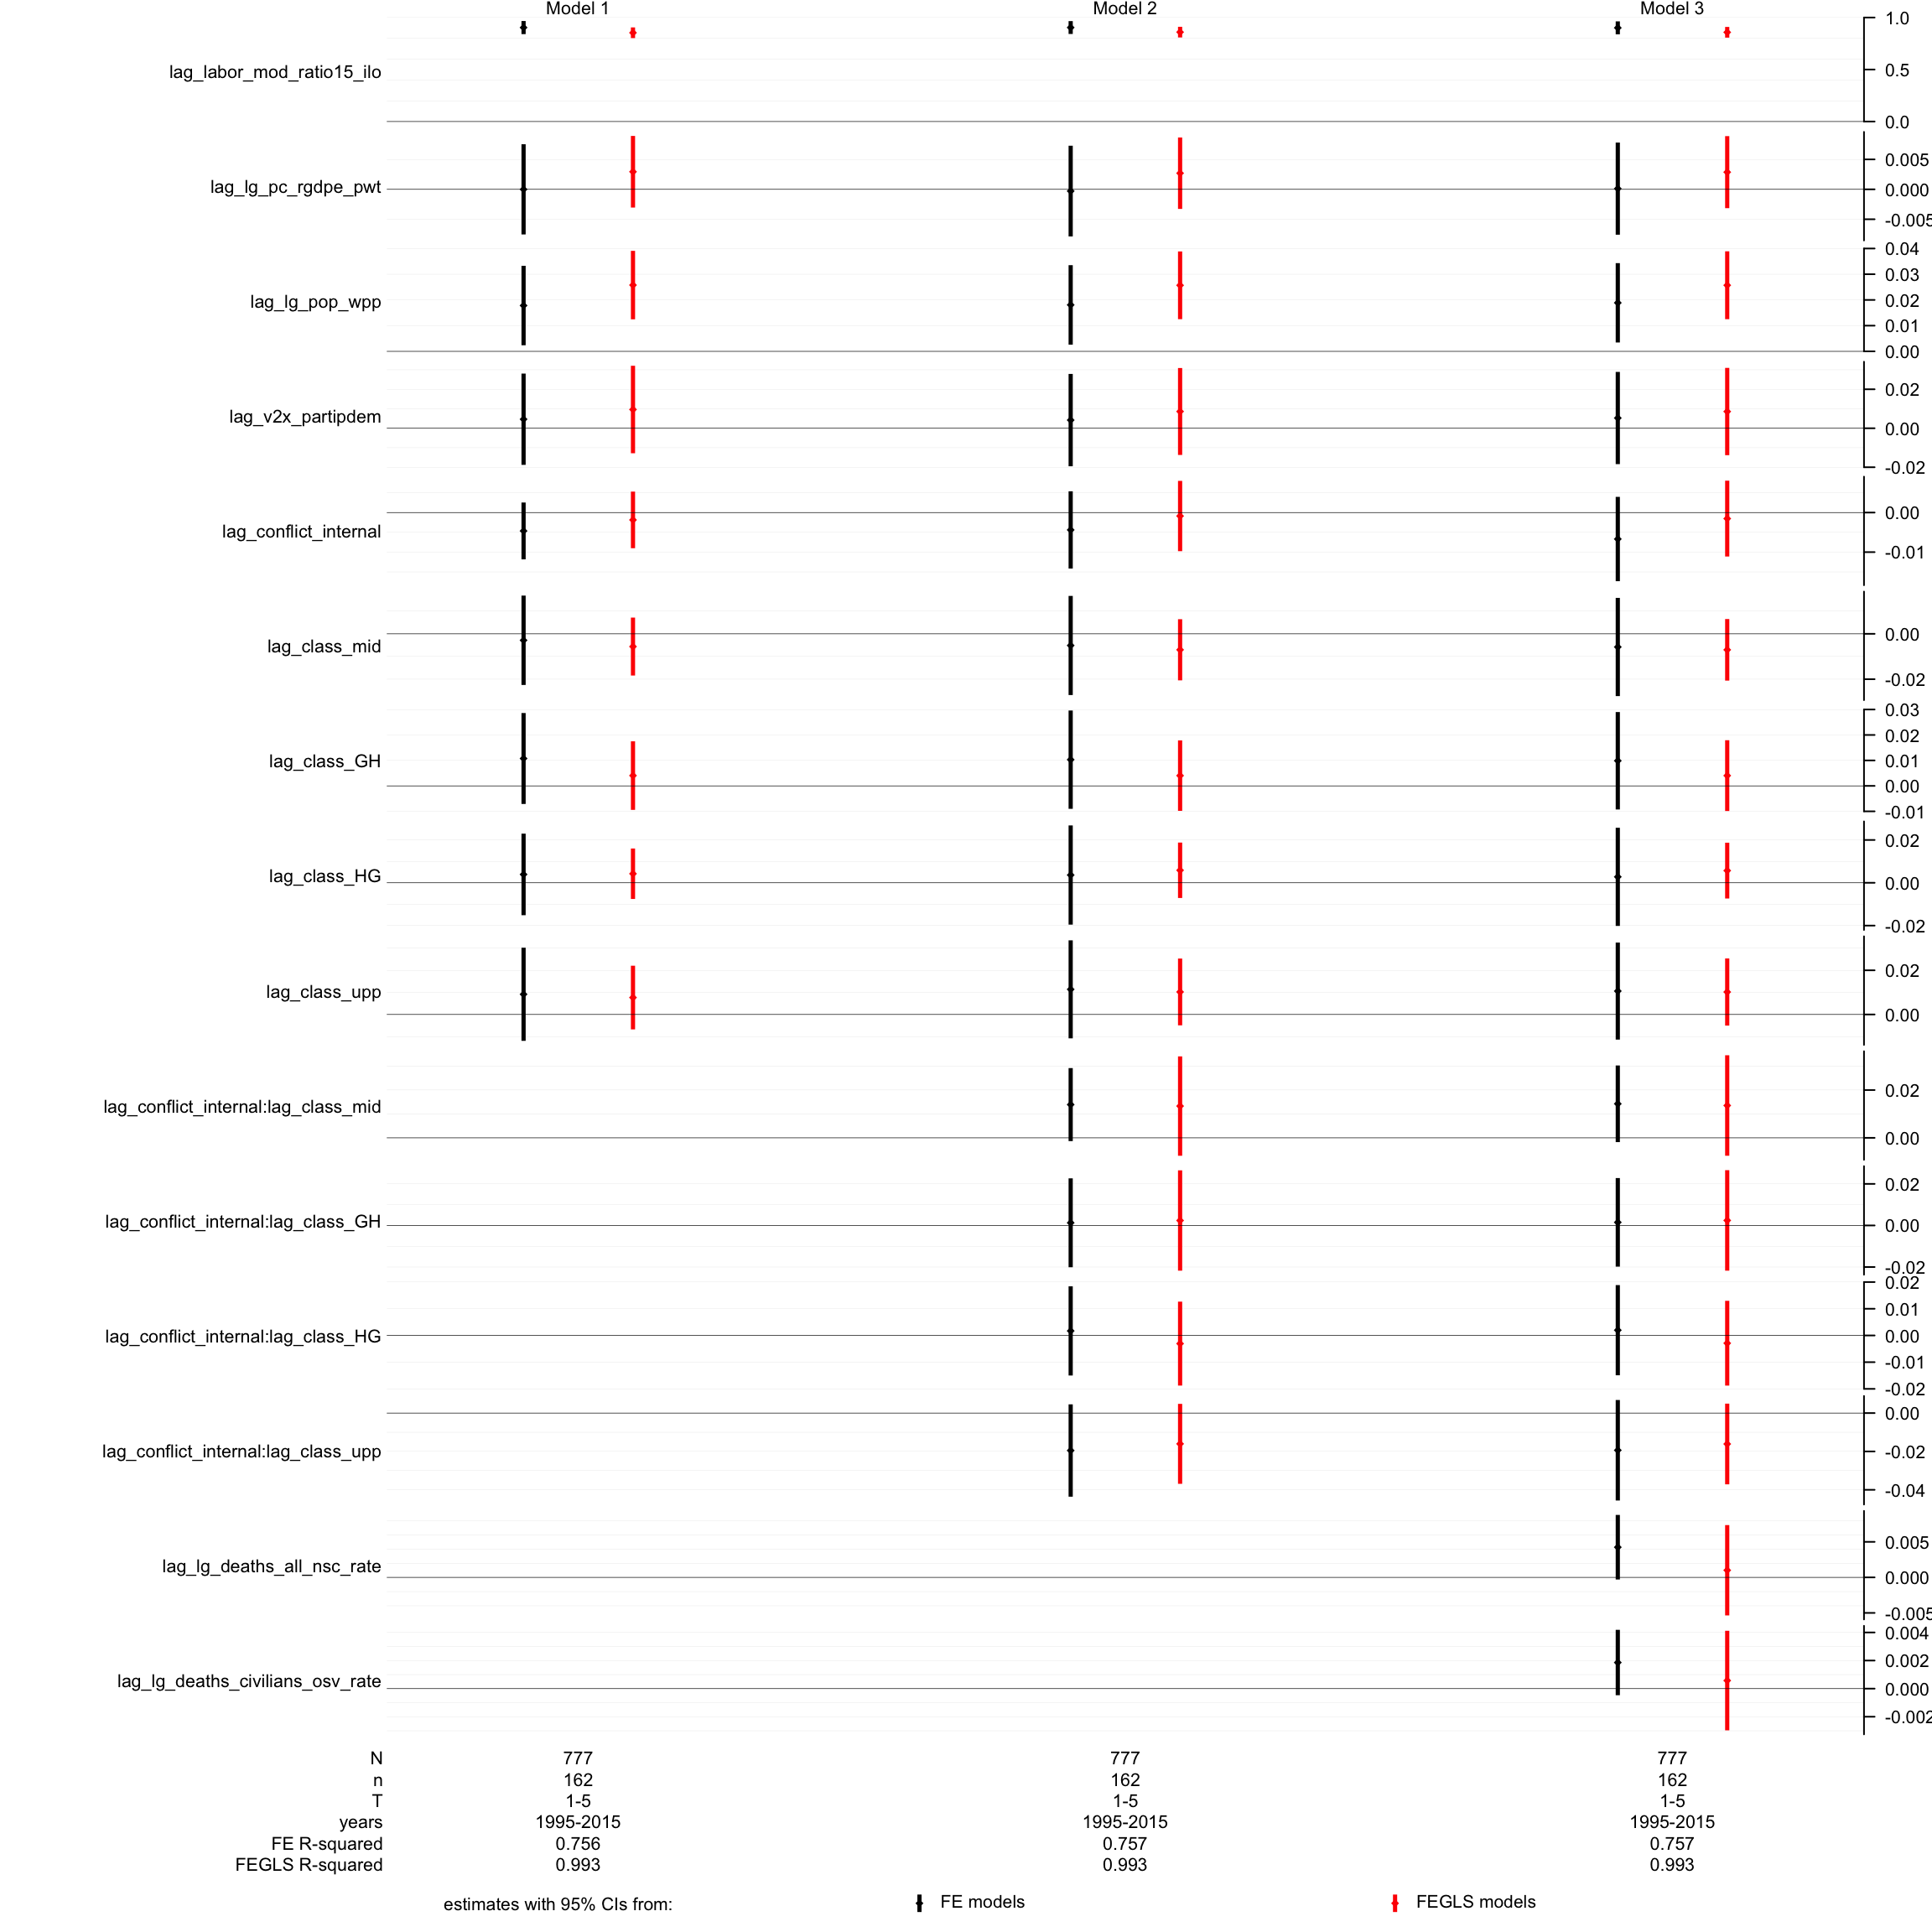 Model 1 Model 2 Model 3
lag_labor_mod_ratio15_ilo
1.0
0.5
0.0
lag_lg_pc_rgdpe_pwt
0.005
0.000
-0.005
lag_lg_pop_wpp
0.04
0.03
0.02
0.01
0.00
lag_v2x_partipdem
0.02
0.00
-0.02
lag_conflict_internal
0.00
-0.01
lag_class_mid
0.00
-0.02
lag_class_GH
0.03
0.02
0.01
0.00
-0.01
lag_class_HG
0.02
0.00
-0.02
lag_class_upp
0.02
0.00
lag_conflict_internal:lag_class_mid
0.02
0.00
lag_conflict_internal:lag_class_GH
0.02
0.00
-0.02
lag_conflict_internal:lag_class_HG
0.02
0.01
0.00
-0.01
-0.02
lag_conflict_internal:lag_class_upp
0.00
-0.02
-0.04
lag_lg_deaths_all_nsc_rate
0.005
0.000
-0.005
lag_lg_deaths_civilians_osv_rate
0.004
0.002
0.000
-0.002
N 777 777 777
n 162 162 162
T 1-5 1-5 1-5
years 1995-2015 1995-2015 1995-2015
FE R-squared 0.756 0.757 0.757
FEGLS R-squared 0.993 0.993 0.993
estimates with 95% CIs from: FE models FEGLS models